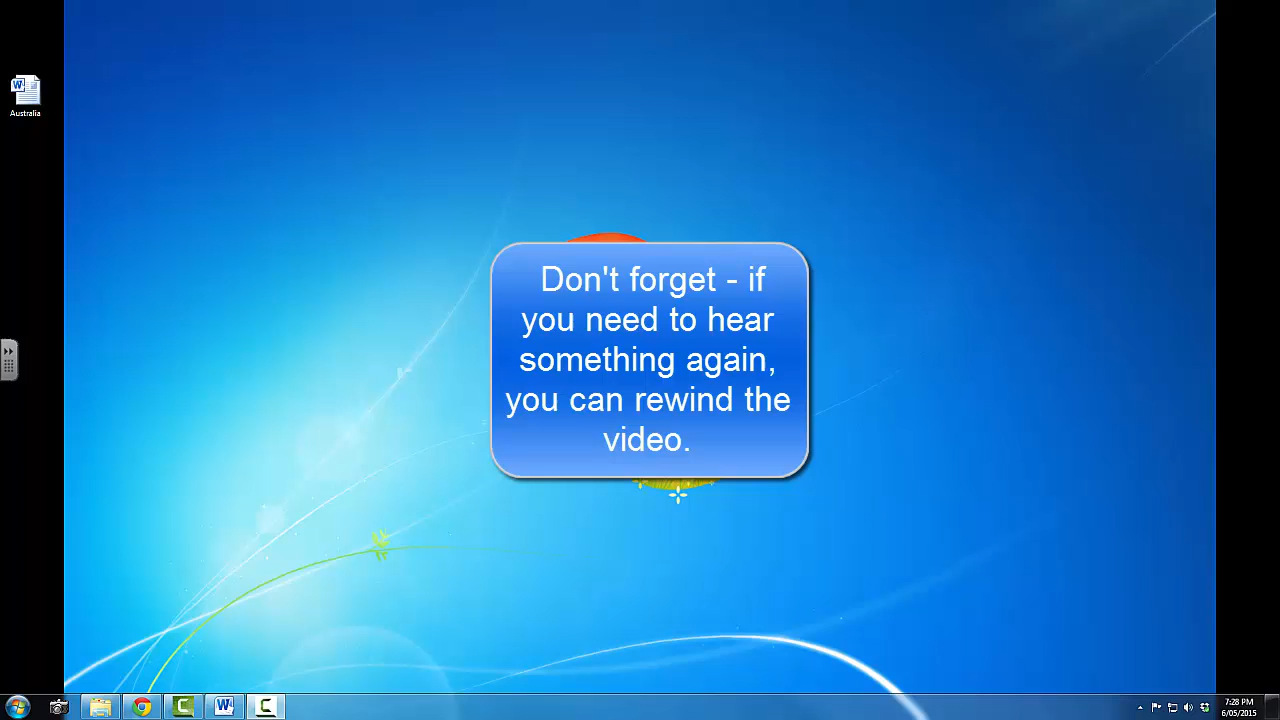 Australia
Don't forget - if
you need to hear
something again,
you can rewind the
video.
7:28 PM
6/05/2015